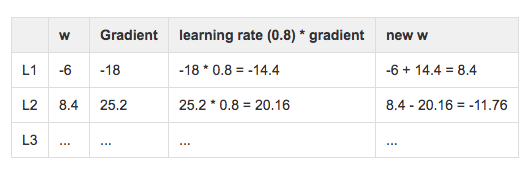 w Gradient learning rate (0.8) * gradient new w
L1 -6 -18 -18 * 0.8 = -14.4 -6 + 14.4 = 8.4
L2 8.4 25.2 25.2 * 0.8 = 20.16 8.4 - 20.16 = -11.76
L3 ... ... ... ...